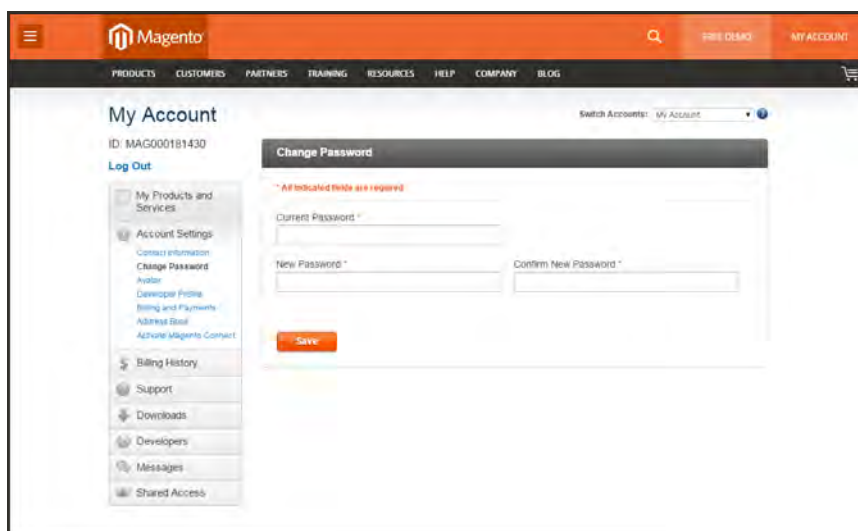 Magento
FREE DEMO
MY ACCOUNT
PRODUCTS CUSTOMERS PARTNERS TRAINING RESOURCES HELP COMPANY BLOG
My Account
Switch Accounts: My Account
ID: MAG000181430
Log Out
Change Password
* All indicated fields are required
My Products and
Services
Account Settings
Contact Information
Change Password
Avatar
Developer Profile
Billing and Payments
Address Book
Activate Magento Connect
Billing History
Support
Downloads
Developers
Messages
Shared Access
Current Password *
New Password *
Confirm New Password *
Save